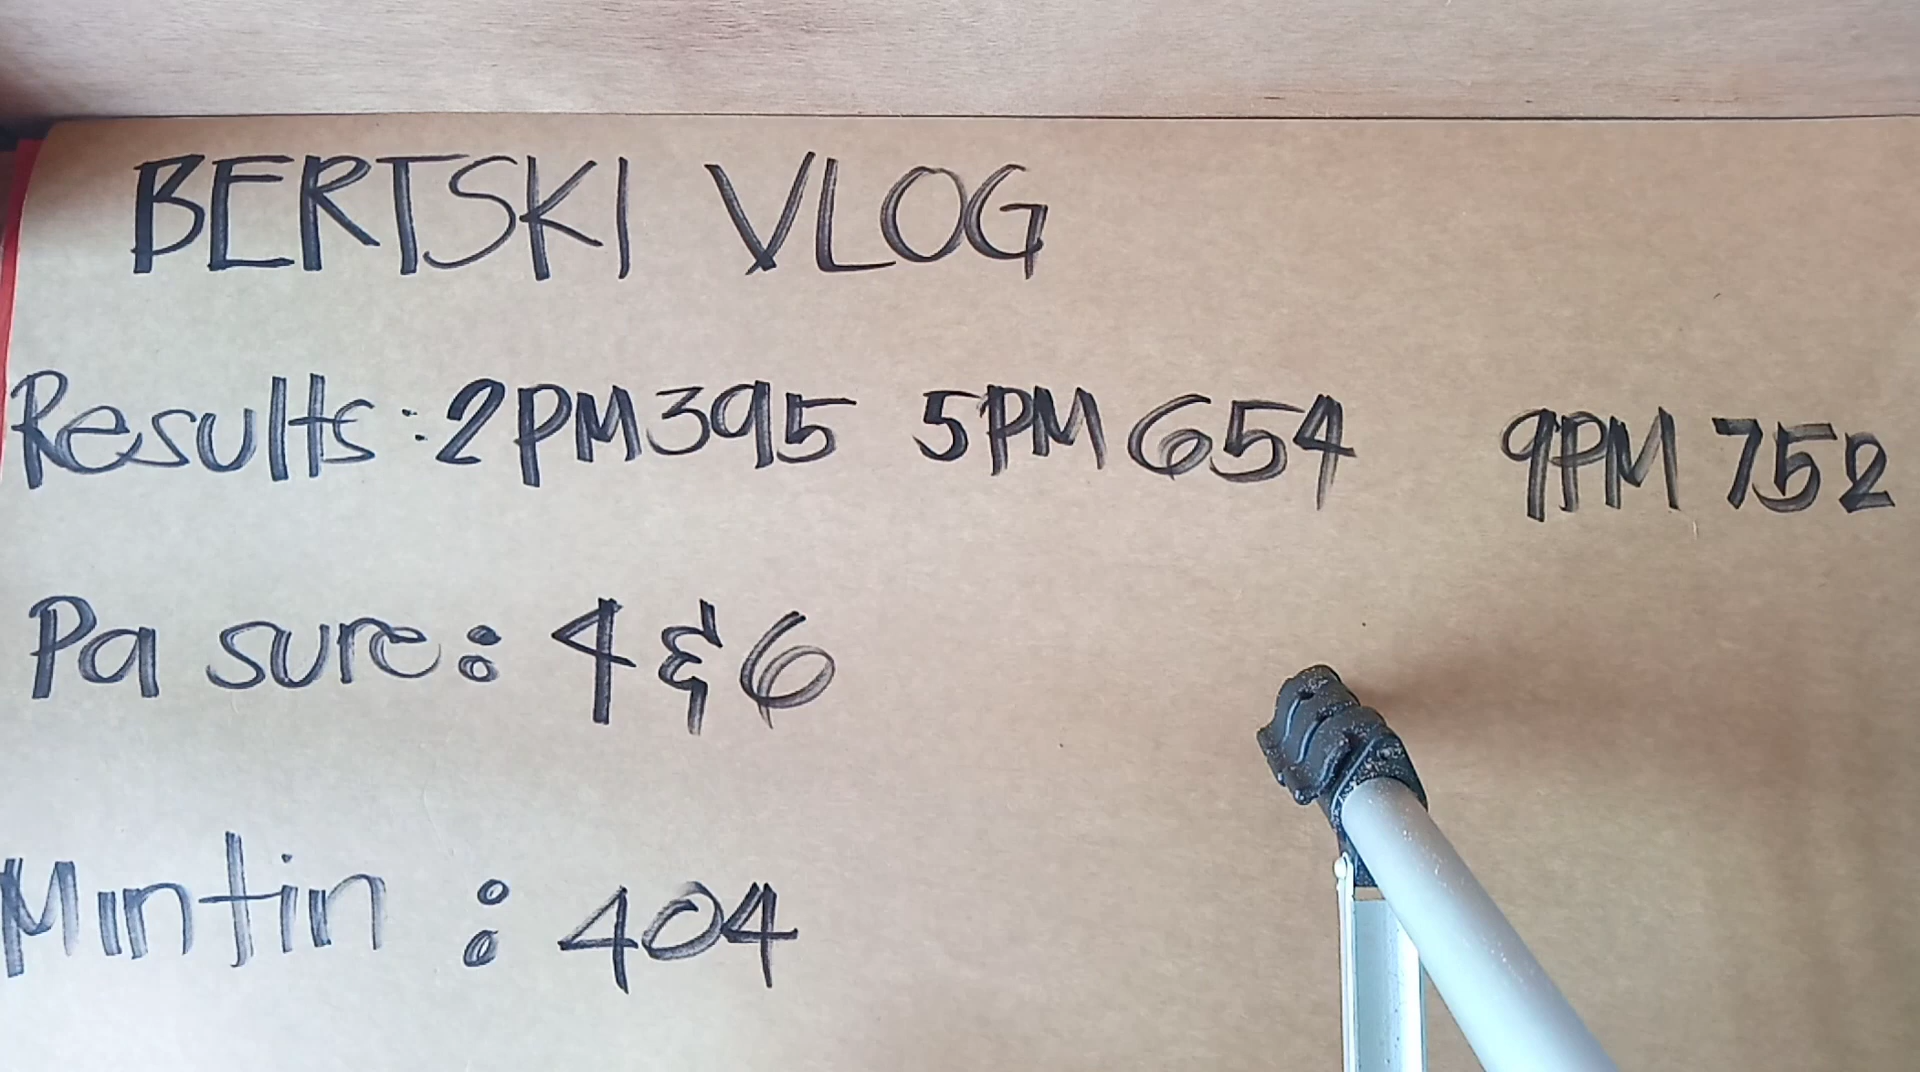 BERTSKI VLOG
Results: 2PM 395 5PM 654 9PM 752
Pa sure: 4 & 6
Mintin : 404